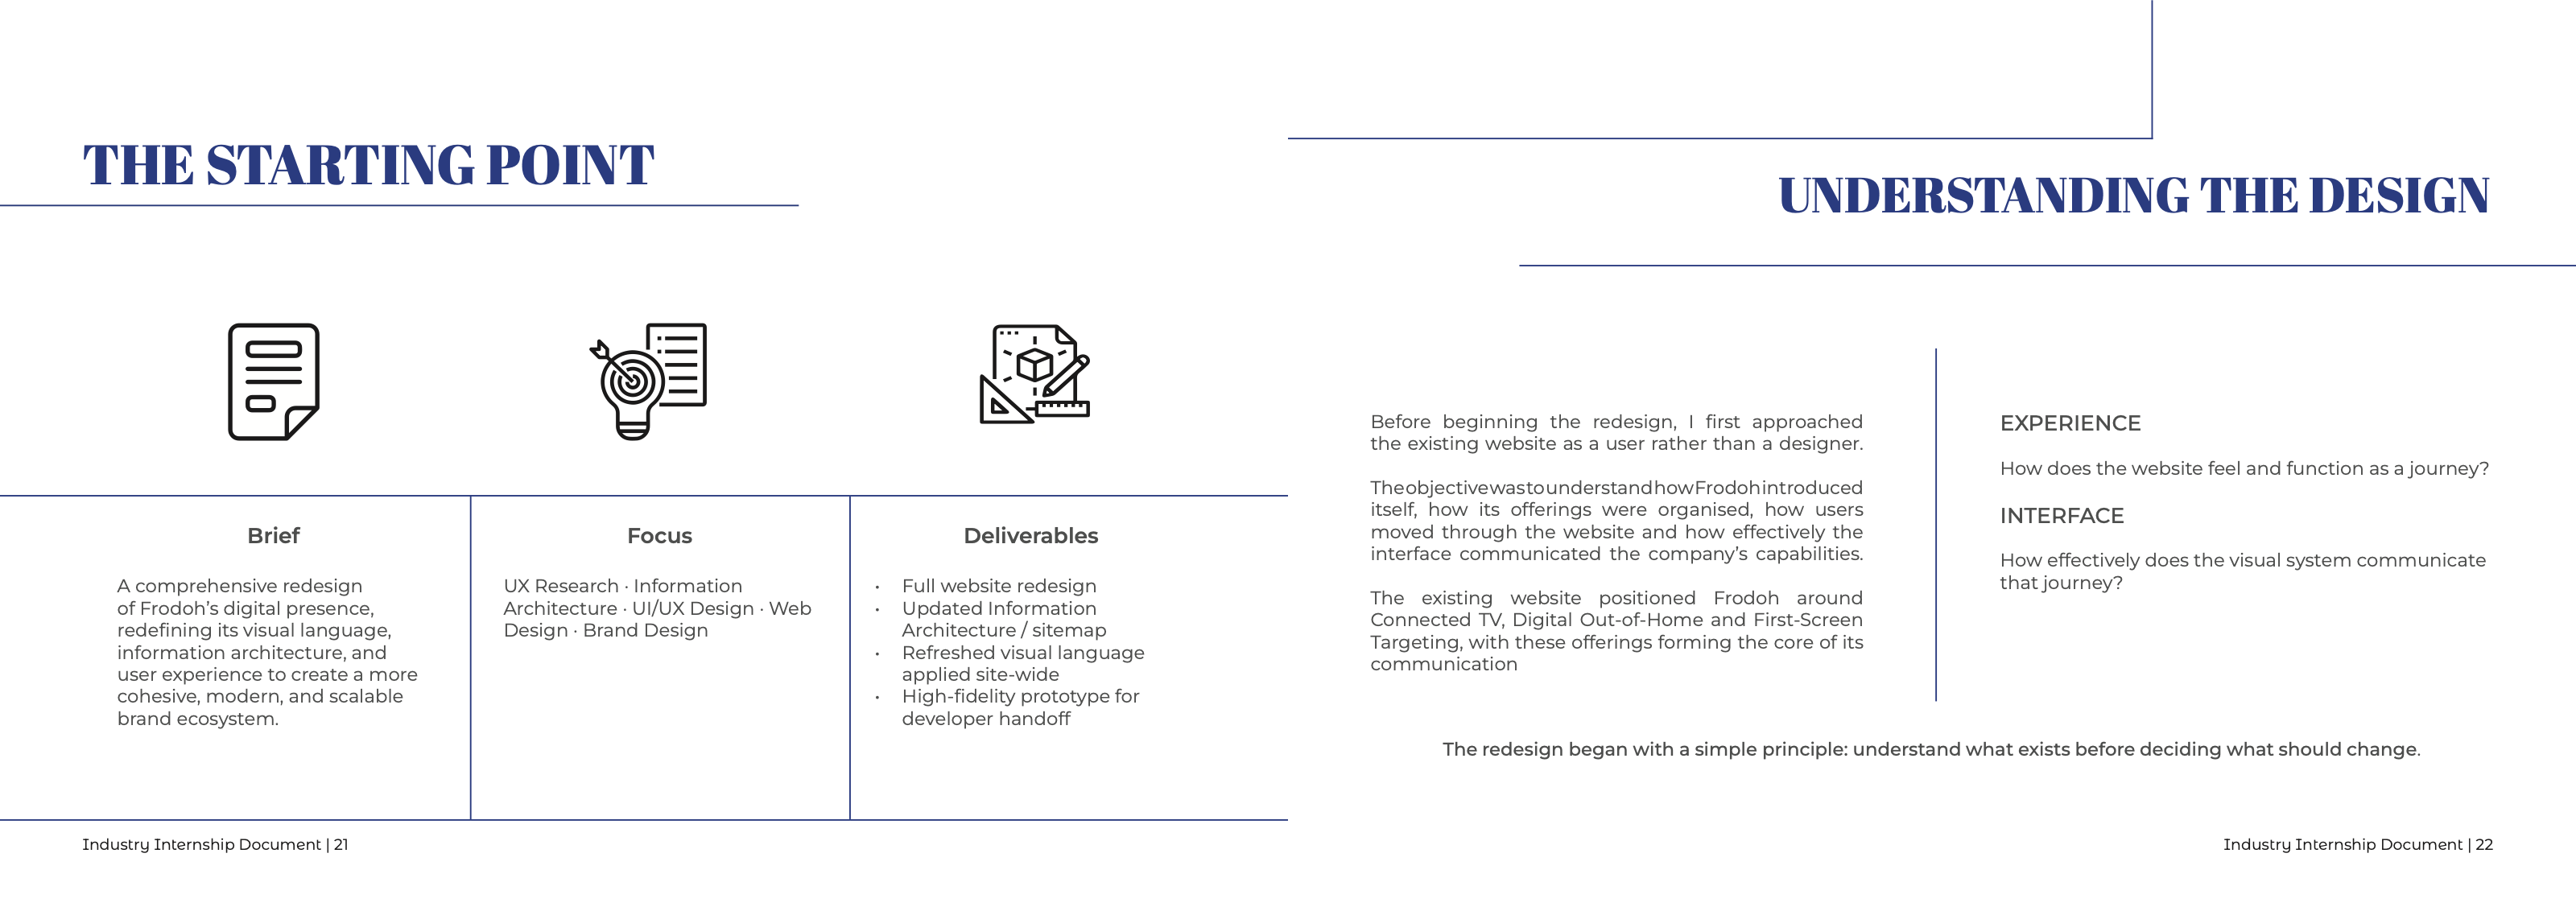 THE STARTING POINT
Brief
A comprehensive redesign
of Frodoh’s digital presence,
redefining its visual language,
information architecture, and
user experience to create a more
cohesive, modern, and scalable
brand ecosystem.
Focus
UX Research · Information
Architecture · UI/UX Design · Web
Design · Brand Design
Deliverables
• Full website redesign
• Updated Information
Architecture / sitemap
• Refreshed visual language
applied site-wide
• High-fidelity prototype for
developer handoff
Industry Internship Document | 21
UNDERSTANDING THE DESIGN
Before beginning the redesign, I first approached
the existing website as a user rather than a designer.
The objective was to understand how Frodoh introduced
itself, how its offerings were organised, how users
moved through the website and how effectively the
interface communicated the company’s capabilities.
The existing website positioned Frodoh around
Connected TV, Digital Out-of-Home and First-Screen
Targeting, with these offerings forming the core of its
communication
EXPERIENCE
How does the website feel and function as a journey?
INTERFACE
How effectively does the visual system communicate
that journey?
The redesign began with a simple principle: understand what exists before deciding what should change.
Industry Internship Document | 22